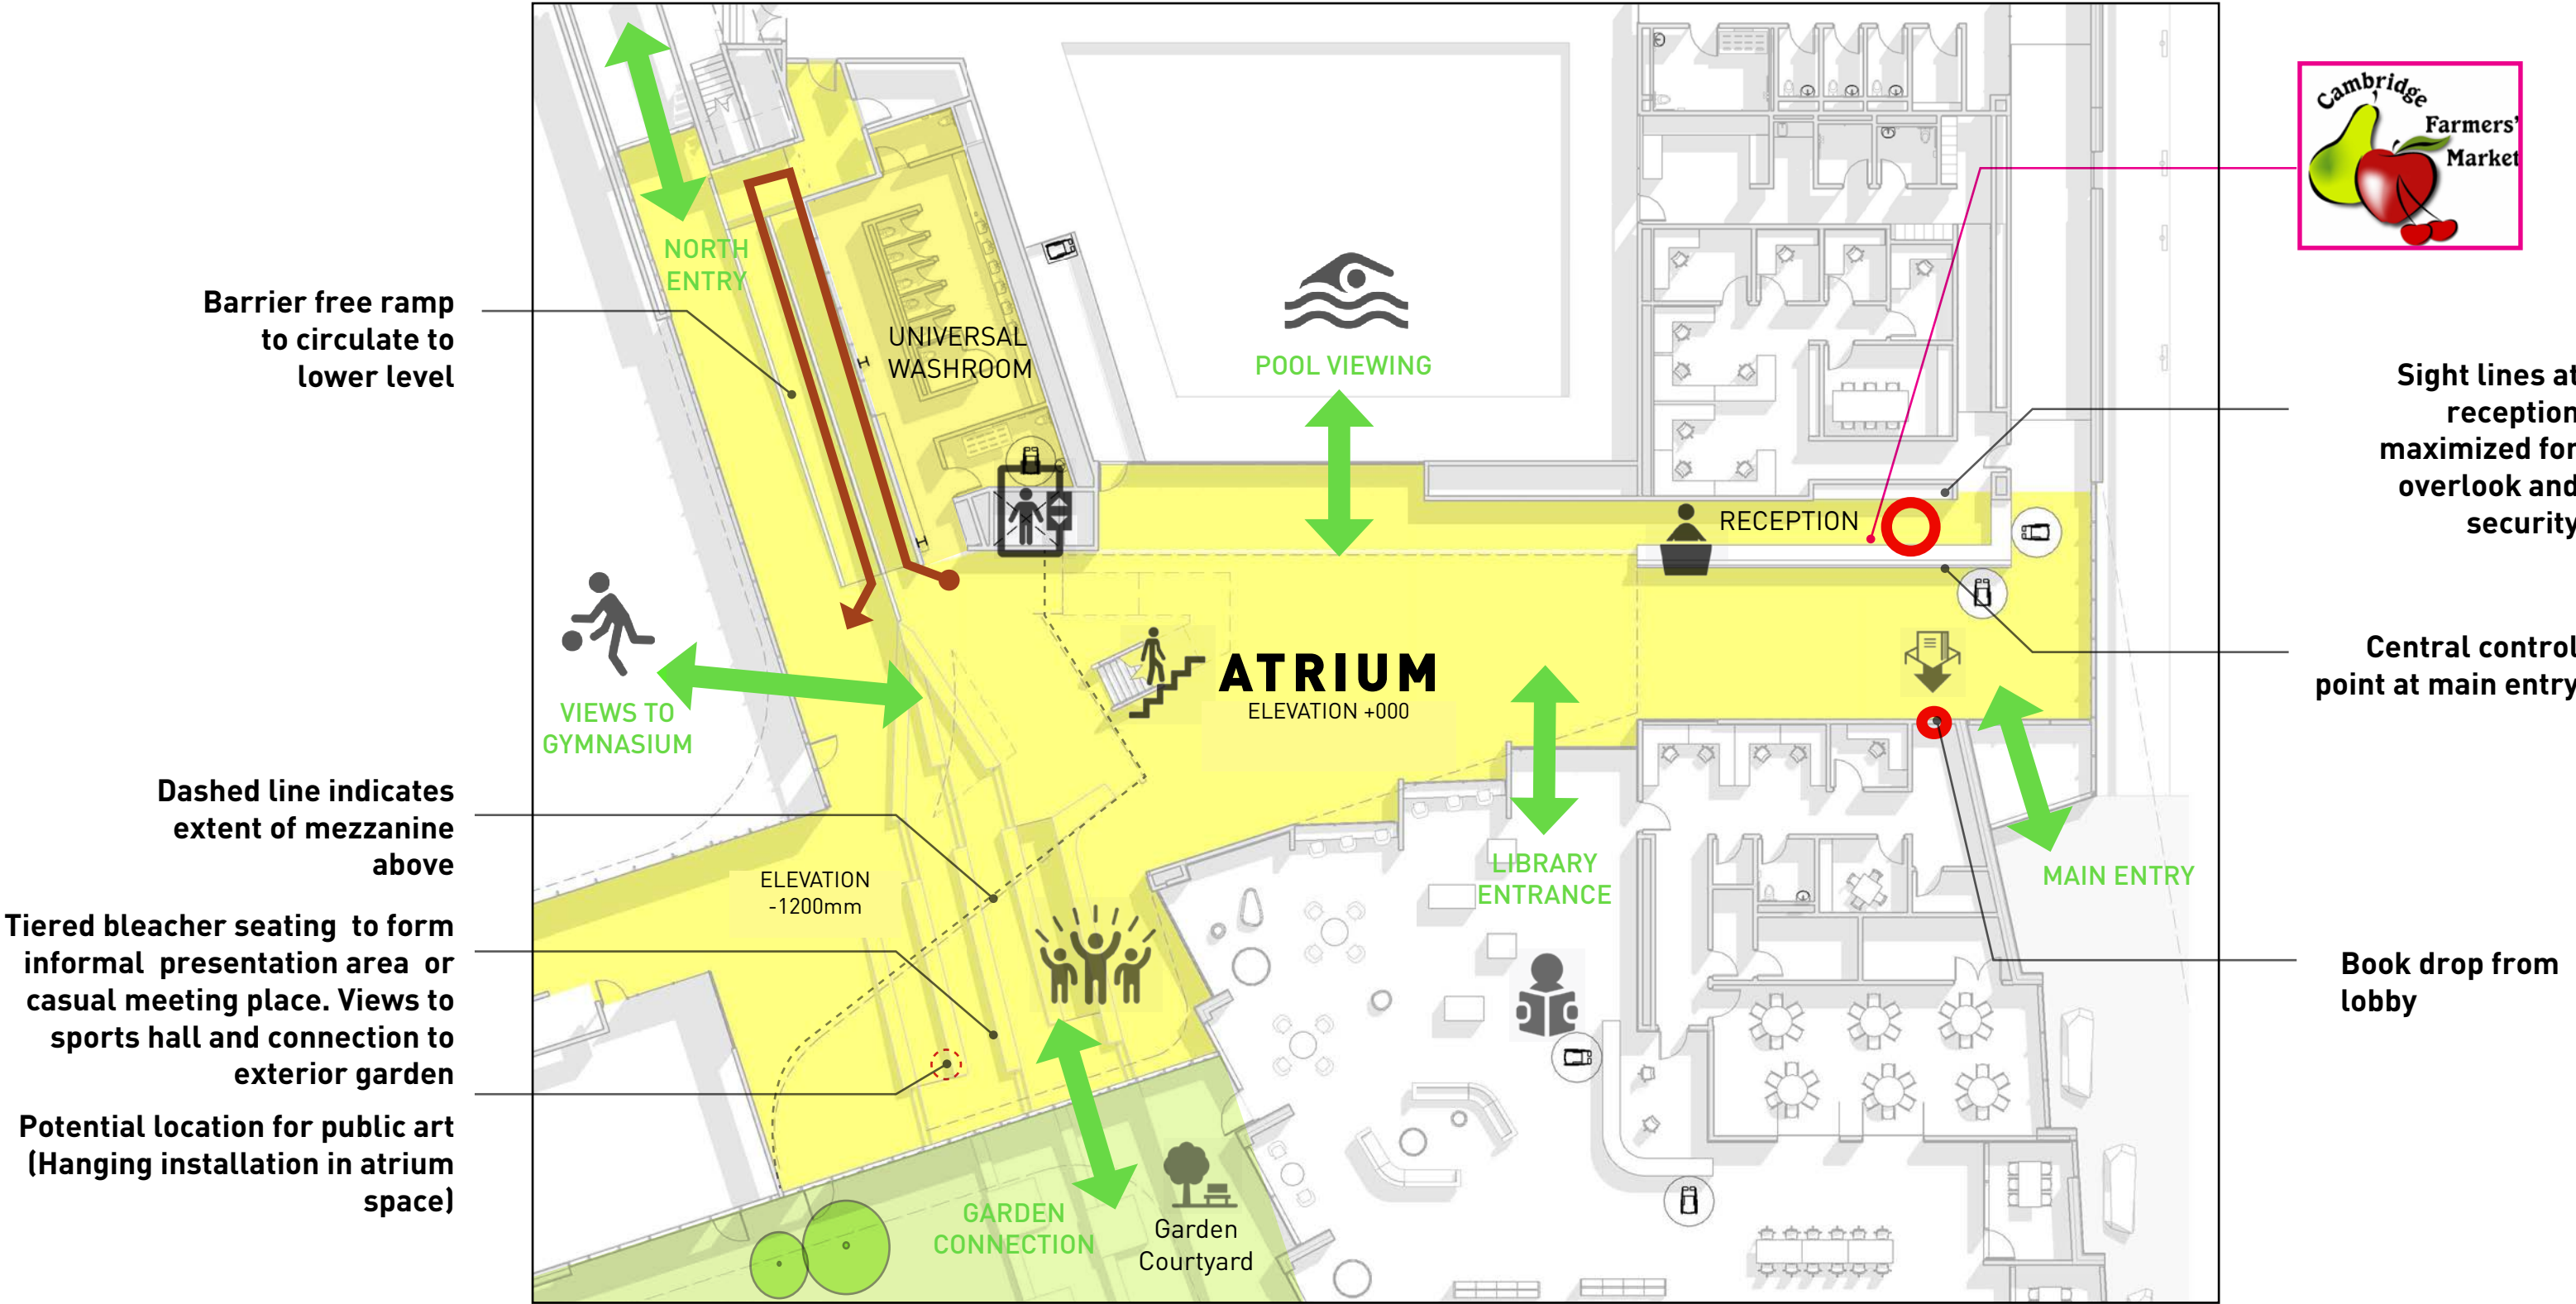 Barrier free ramp
to circulate to
lower level
Dashed line indicates
extent of mezzanine
above
Tiered bleacher seating to form
informal presentation area or
casual meeting place. Views to
sports hall and connection to
exterior garden
Potential location for public art
(Hanging installation in atrium
space)
NORTH
ENTRY
UNIVERSAL
WASHROOM
POOL VIEWING
RECEPTION
VIEWS TO
GYMNASIUM
ATRIUM
ELEVATION +000
ELEVATION
-1200mm
LIBRARY
ENTRANCE
MAIN ENTRY
GARDEN
CONNECTION
Garden
Courtyard
Cambridge
Farmers'
Market
Sight lines at
reception
maximized for
overlook and
security
Central control
point at main entry
Book drop from
lobby